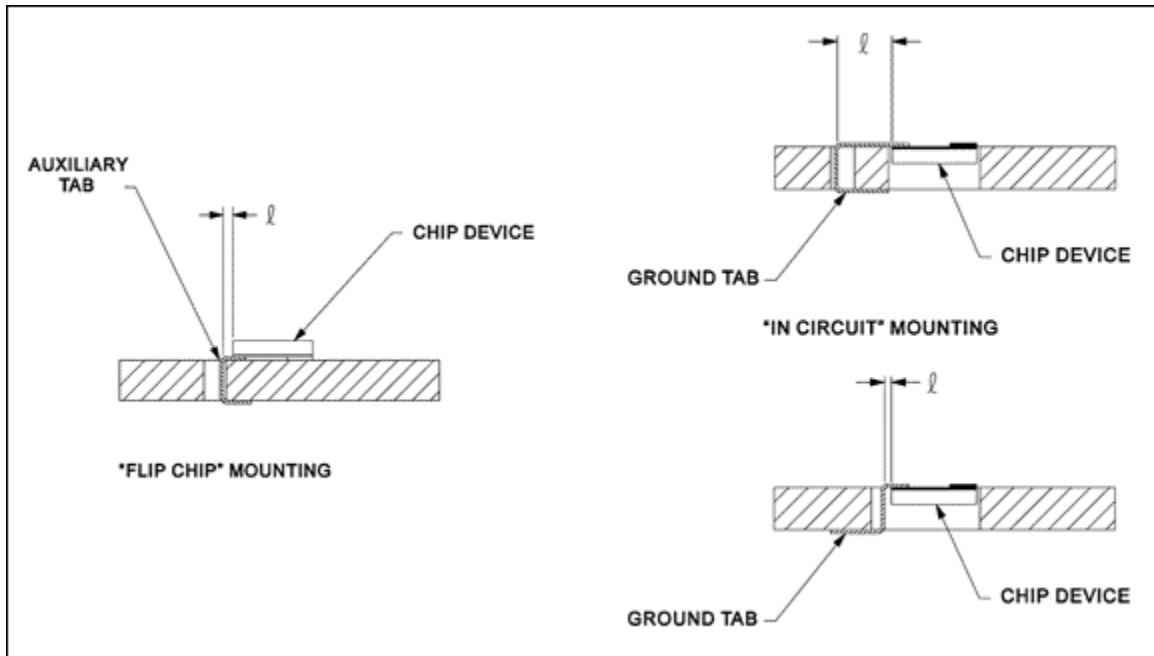 AUXILIARY
TAB
ℓ
CHIP DEVICE
"FLIP CHIP" MOUNTING
ℓ
CHIP DEVICE
GROUND TAB
"IN CIRCUIT" MOUNTING
ℓ
CHIP DEVICE
GROUND TAB